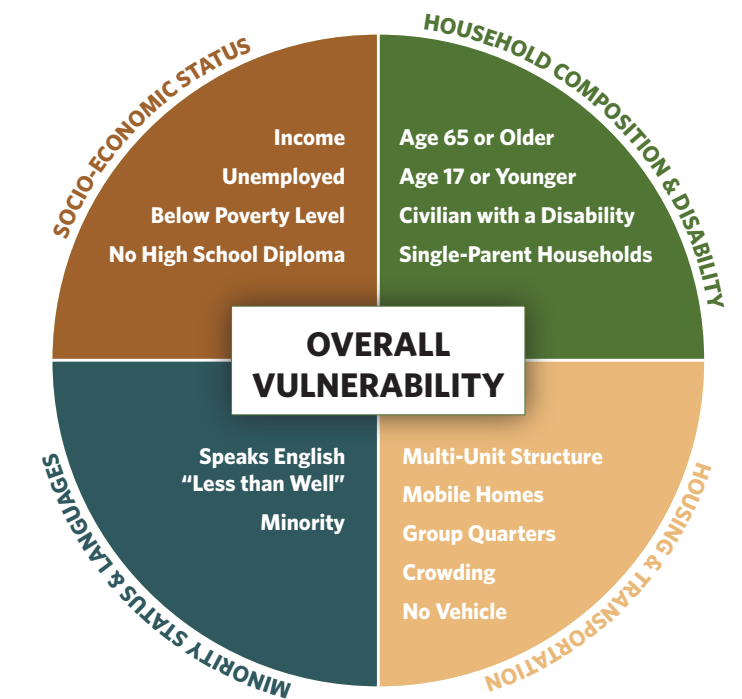 SOCIO-ECONOMIC STATUS
Income
Unemployed
Below Poverty Level
No High School Diploma
HOUSEHOLD COMPOSITION & DISABILITY
Age 65 or Older
Age 17 or Younger
Civilian with a Disability
Single-Parent Households
OVERALL
VULNERABILITY
MINORITY STATUS & LANGUAGES
Speaks English
“Less than Well”
Minority
HOUSING & TRANSPORTATION
Multi-Unit Structure
Mobile Homes
Group Quarters
Crowding
No Vehicle